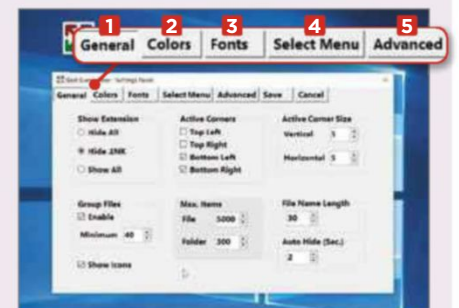 1 2 3 4 5
General Colors Fonts Select Menu Advanced
Settings Panel
General Colors Fonts Select Menu Advanced Save Cancel
Show Extension Active Corners Active Corner Size
Hide All Top Left Vertical 5
Top Right
Hide .LNK Bottom Left Horizontal 5
Show All Bottom Right
Group Files Max. Items File Name Length
Enable File 5000 30
Minimum 40 Folder 300 Auto Hide (Sec.)
Show Icons 2